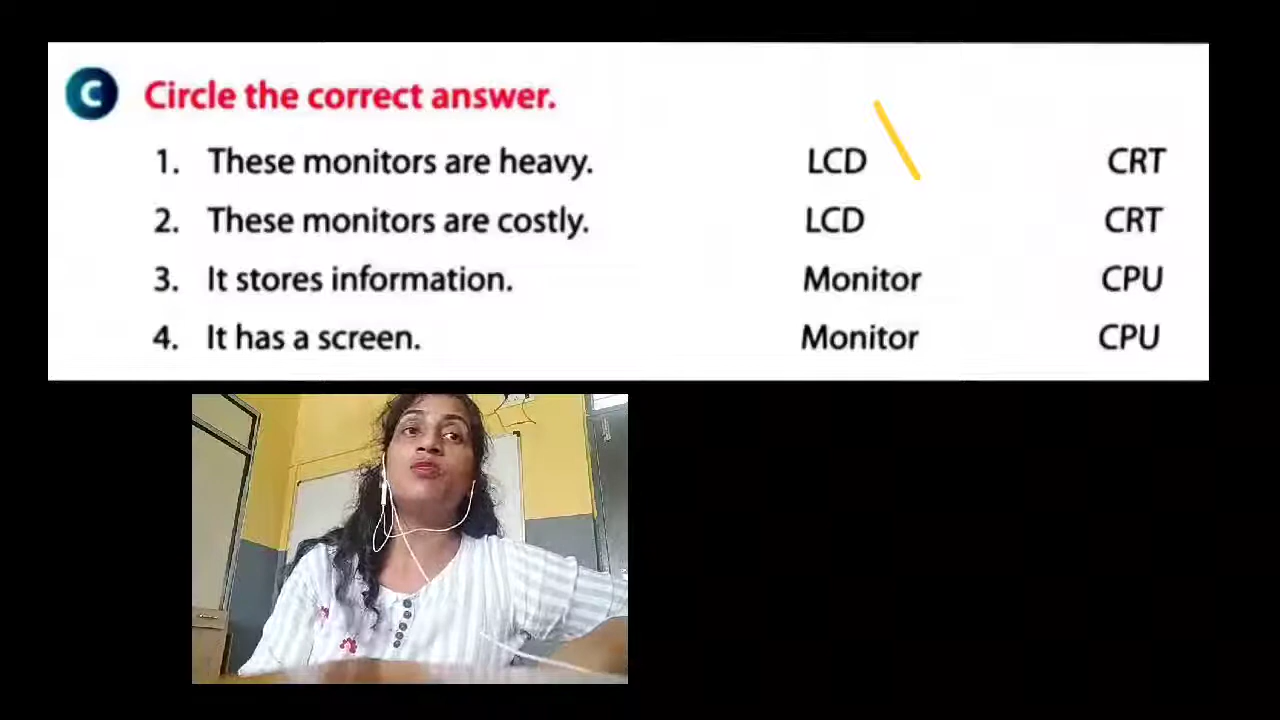 C Circle the correct answer.
1. These monitors are heavy. LCD CRT
2. These monitors are costly. LCD CRT
3. It stores information. Monitor CPU
4. It has a screen. Monitor CPU